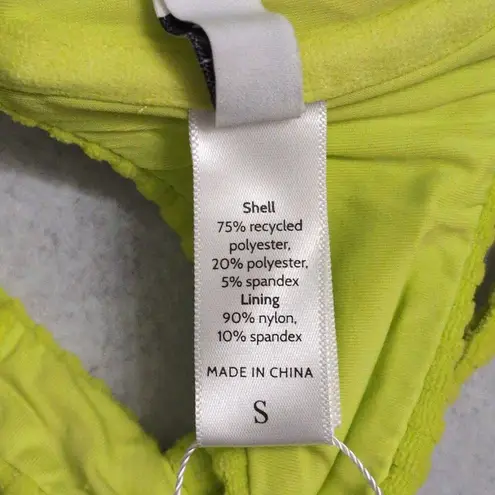 Shell
75% recycled
polyester,
20% polyester,
5% spandex
Lining
90% nylon,
10% spandex
MADE IN CHINA
S